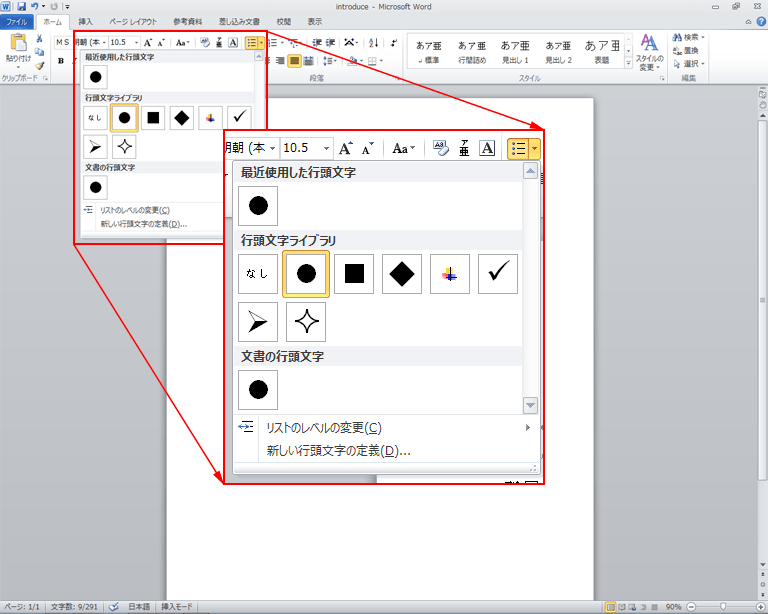 introduce - Microsoft Word
ファイル ホーム 挿入 ページ レイアウト 参考資料 差し込み文書 校閲 表示
貼り付け
クリップボード
M S 明朝 (本 10.5 A A Aa A
B
最近使用した行頭文字
行頭文字ライブラリ
なし
文書の行頭文字
リストのレベルの変更(C)
新しい行頭文字の定義(D)...
段落
あア亜 あア亜 あア亜 あア亜 あア亜
標準 行間詰め 見出し 1 見出し 2 表題
スタイルの
変更
スタイル
検索
置換
選択
編集
明朝 (本 10.5 A A Aa 亜 A
最近使用した行頭文字
行頭文字ライブラリ
なし
文書の行頭文字
リストのレベルの変更(C)
新しい行頭文字の定義(D)...
ページ: 1/1 文字数: 9/291 日本語 挿入モード 90%